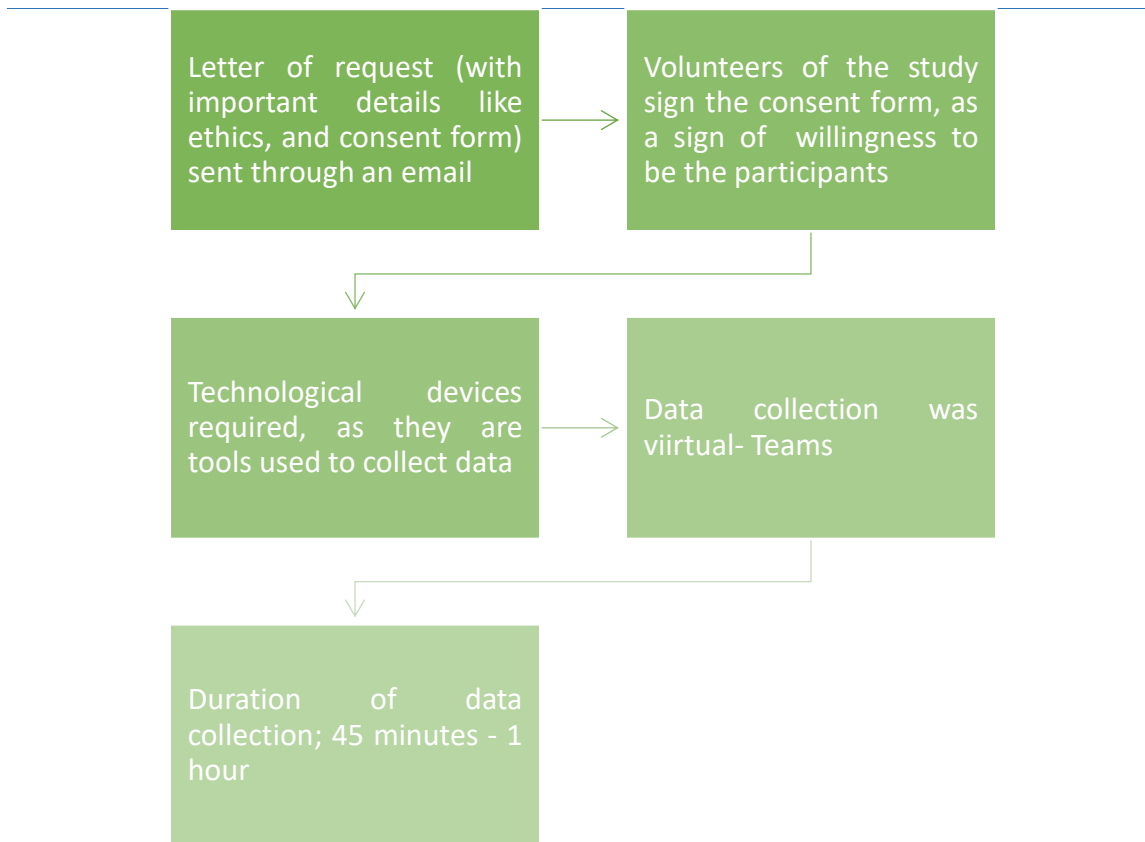 Letter of request (with
important details like
ethics, and consent form)
sent through an email
Volunteers of the study
sign the consent form, as
a sign of willingness to
be the participants
Technological devices
required, as they are
tools used to collect data
Data collection was
viirtual- Teams
Duration of data
collection; 45 minutes - 1
hour